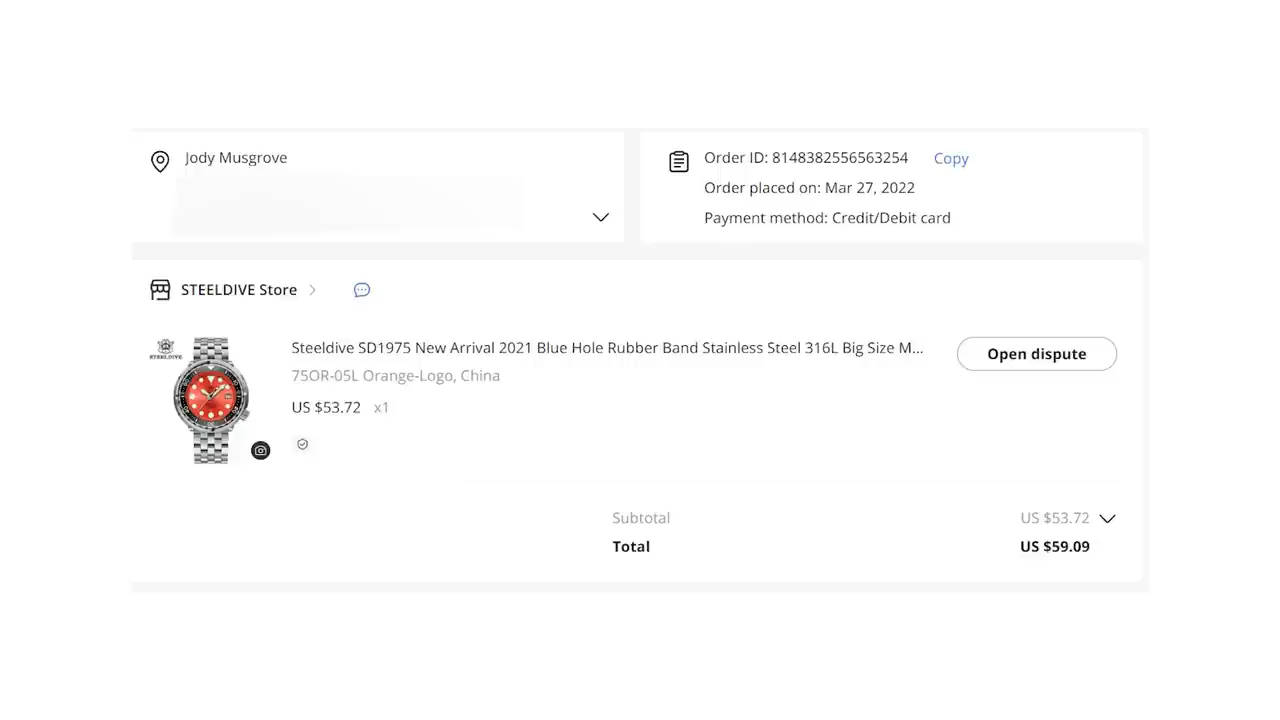 Jody Musgrove
Order ID: 8148382556563254 Copy
Order placed on: Mar 27, 2022
Payment method: Credit/Debit card
STEELDIVE Store
STEELDIVE
Steeldive SD1975 New Arrival 2021 Blue Hole Rubber Band Stainless Steel 316L Big Size M...
Open dispute
75OR-05L Orange-Logo, China
US $53.72 x1
Subtotal US $53.72
Total US $59.09